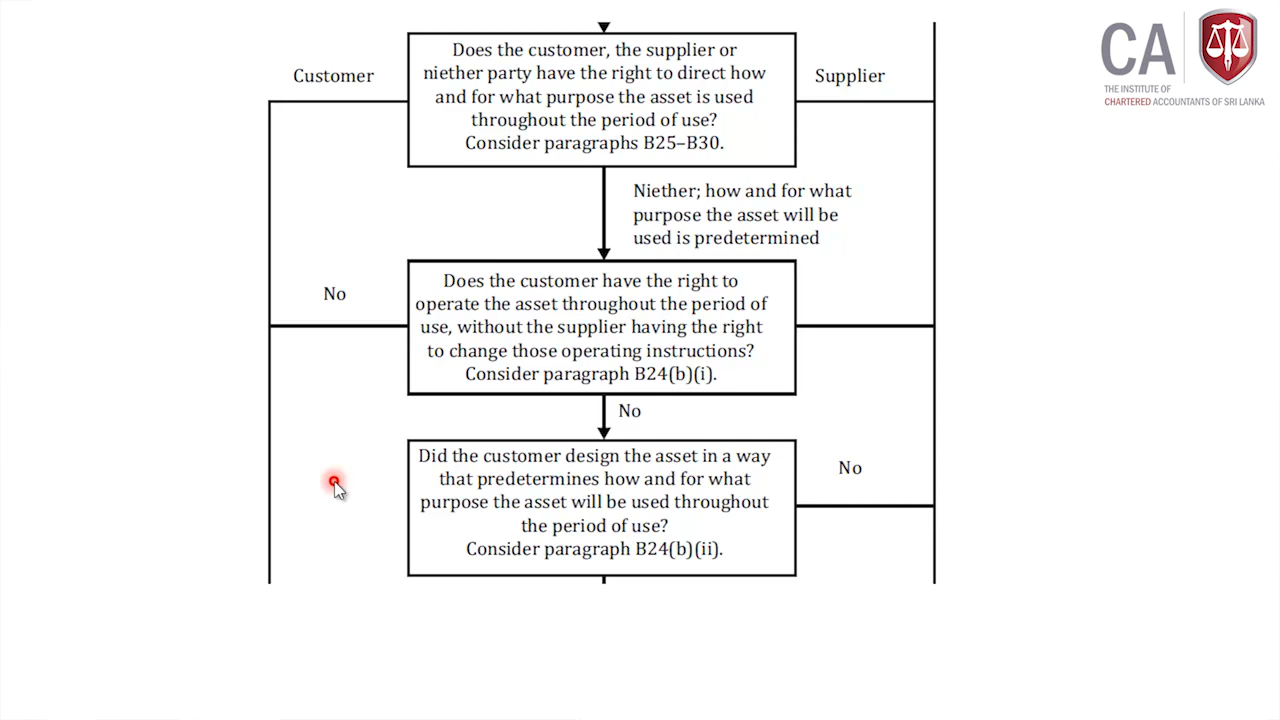 CA
THE INSTITUTE OF
CHARTERED ACCOUNTANTS OF SRI LANKA
Customer
Does the customer, the supplier or
niether party have the right to direct how
and for what purpose the asset is used
throughout the period of use?
Consider paragraphs B25–B30.
Supplier
Niether; how and for what
purpose the asset will be
used is predetermined
No
Does the customer have the right to
operate the asset throughout the period of
use, without the supplier having the right
to change those operating instructions?
Consider paragraph B24(b)(i).
No
Did the customer design the asset in a way
that predetermines how and for what
purpose the asset will be used throughout
the period of use?
Consider paragraph B24(b)(ii).
No